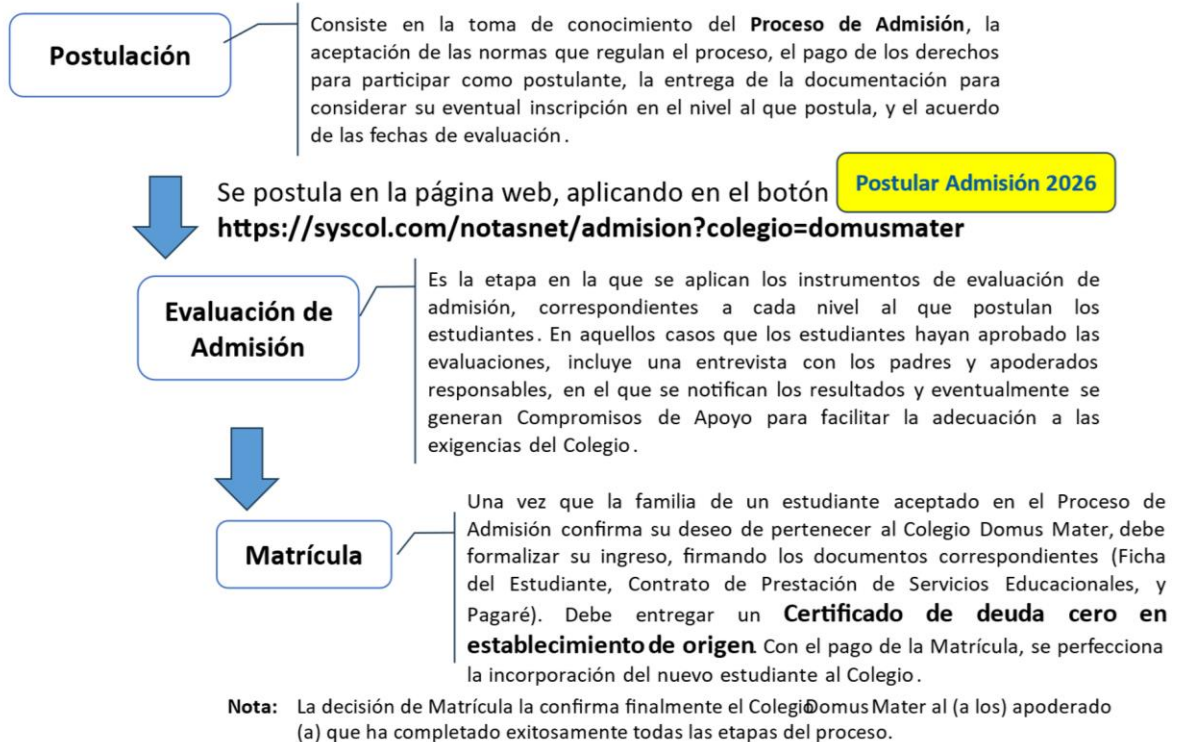 Postulación
Consiste en la toma de conocimiento del Proceso de Admisión, la
aceptación de las normas que regulan el proceso, el pago de los derechos
para participar como postulante, la entrega de la documentación para
considerar su eventual inscripción en el nivel al que postula, y el acuerdo
de las fechas de evaluación.
Se postula en la página web, aplicando en el botón Postular Admisión 2026
https://syscol.com/notasnet/admision?colegio=domusmater
Evaluación de
Admisión
Es la etapa en la que se aplican los instrumentos de evaluación de
admisión, correspondientes a cada nivel al que postulan los
estudiantes. En aquellos casos que los estudiantes hayan aprobado las
evaluaciones, incluye una entrevista con los padres y apoderados
responsables, en el que se notifican los resultados y eventualmente se
generan Compromisos de Apoyo para facilitar la adecuación a las
exigencias del Colegio.
Matrícula
Una vez que la familia de un estudiante aceptado en el Proceso de
Admisión confirma su deseo de pertenecer al Colegio Domus Mater, debe
formalizar su ingreso, firmando los documentos correspondientes (Ficha
del Estudiante, Contrato de Prestación de Servicios Educacionales, y
Pagaré). Debe entregar un Certificado de deuda cero en
establecimiento de origen. Con el pago de la Matrícula, se perfecciona
la incorporación del nuevo estudiante al Colegio.
Nota: La decisión de Matrícula la confirma finalmente el Colegio Domus Mater al (a los) apoderado
(a) que ha completado exitosamente todas las etapas del proceso.